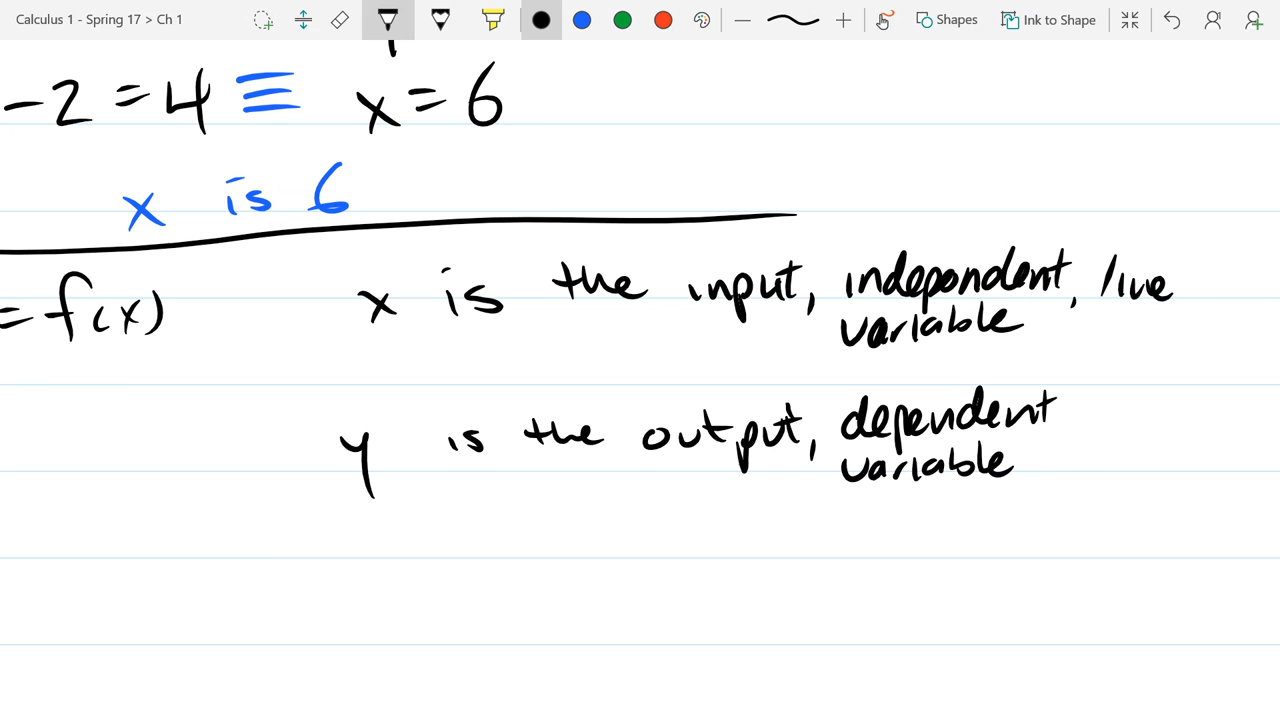 Calculus 1 - Spring 17 > Ch 1
Shapes
Ink to Shape
-2 = 4 ≡ x = 6
x is 6
= f(x) x is the input, independent variable, live
y is the output, dependent variable